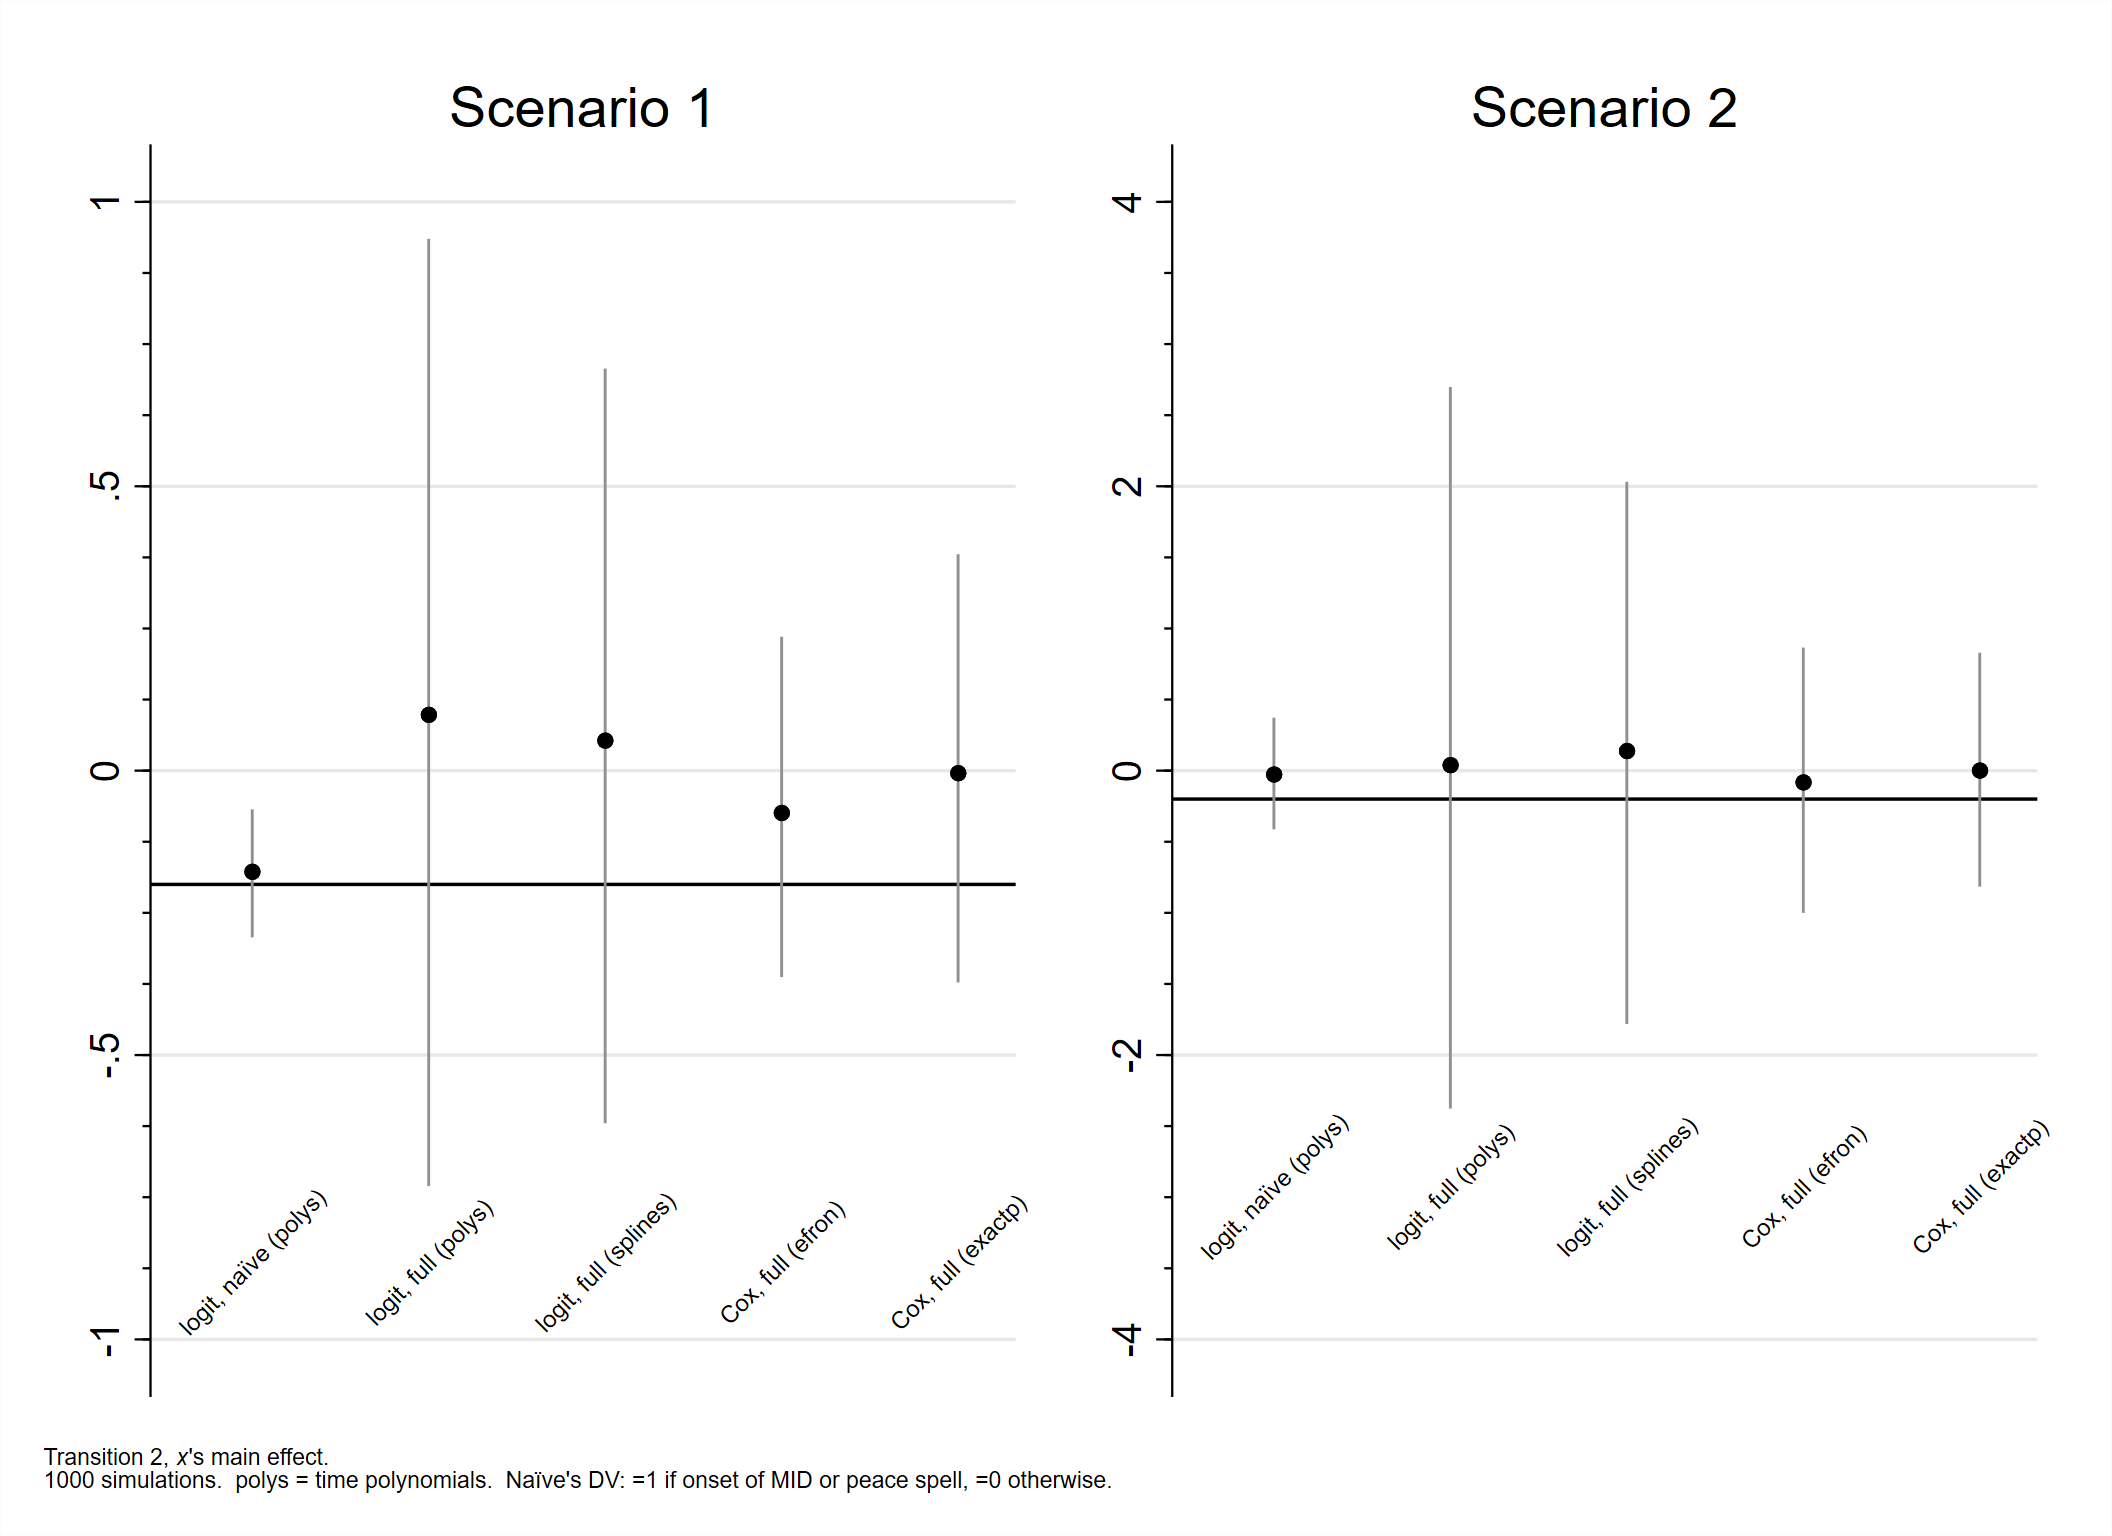 Scenario 1
1
.5
0
-.5
-1
logit, naïve (polys)
logit, full (polys)
logit, full (splines)
Cox, full (efron)
Cox, full (exactp)
Scenario 2
4
2
0
-2
-4
logit, naïve (polys)
logit, full (polys)
logit, full (splines)
Cox, full (efron)
Cox, full (exactp)
Transition 2, x's main effect.
1000 simulations.  polys = time polynomials.  Naïve's DV: =1 if onset of MID or peace spell, =0 otherwise.